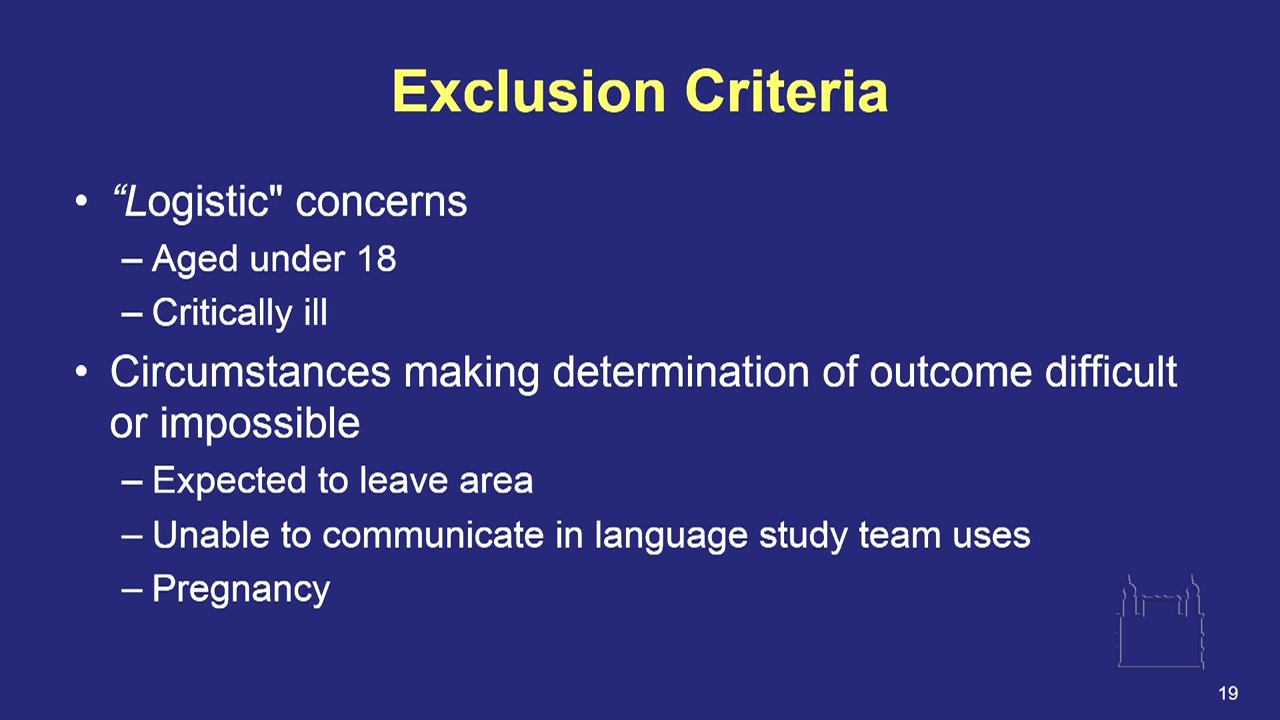 Exclusion Criteria
• “Logistic" concerns
– Aged under 18
– Critically ill
• Circumstances making determination of outcome difficult
or impossible
– Expected to leave area
– Unable to communicate in language study team uses
– Pregnancy
19